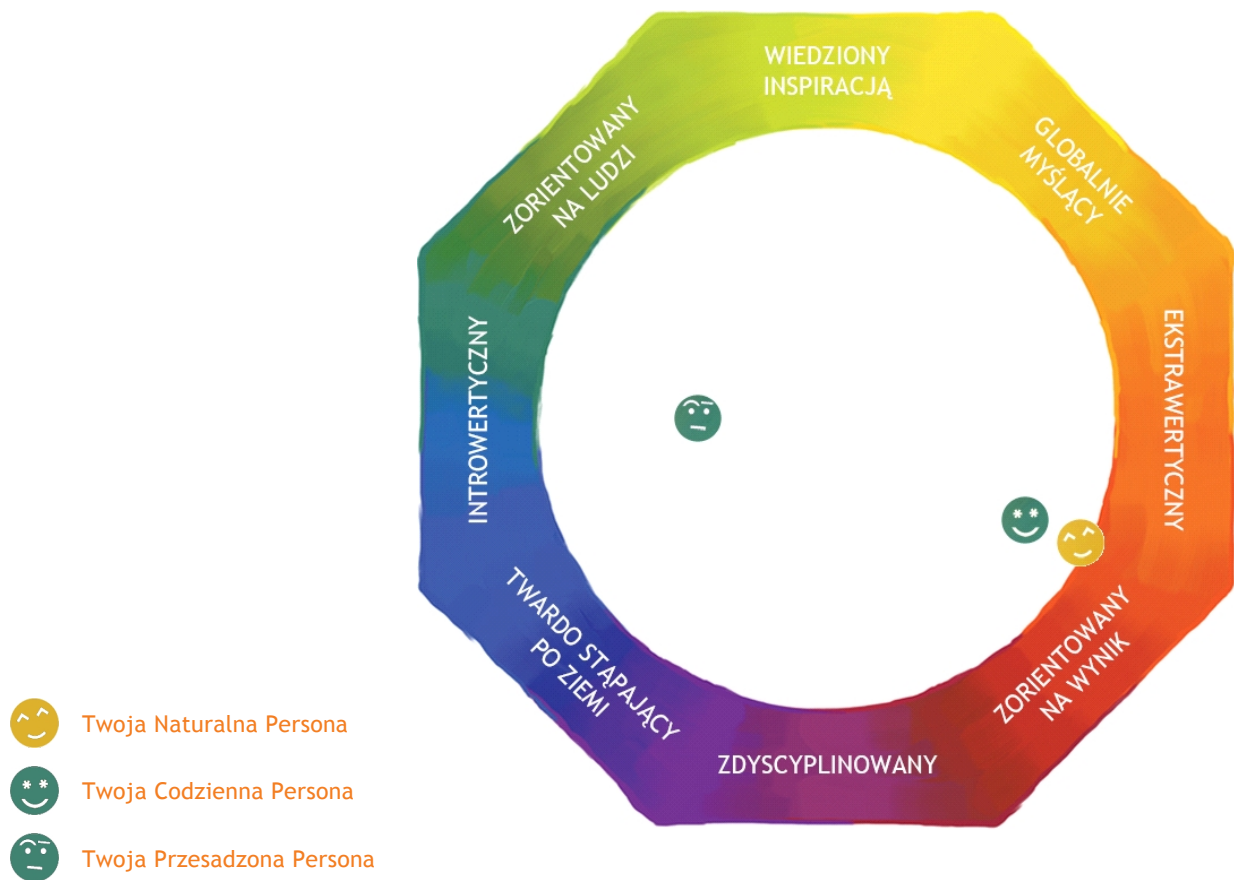 WIEDZIONY
INSPIRACJĄ
GLOBALNIE
MYŚLĄCY
EKSTRAWERTYCZNY
ZORIENTOWANY
NA WYNIK
ZDYSCYPLINOWANY
TWARDO STĄPAJĄCY
PO ZIEMI
INTROWERTYCZNY
ZORIENTOWANY
NA LUDZI
Twoja Naturalna Persona
Twoja Codzienna Persona
Twoja Przesadzona Persona